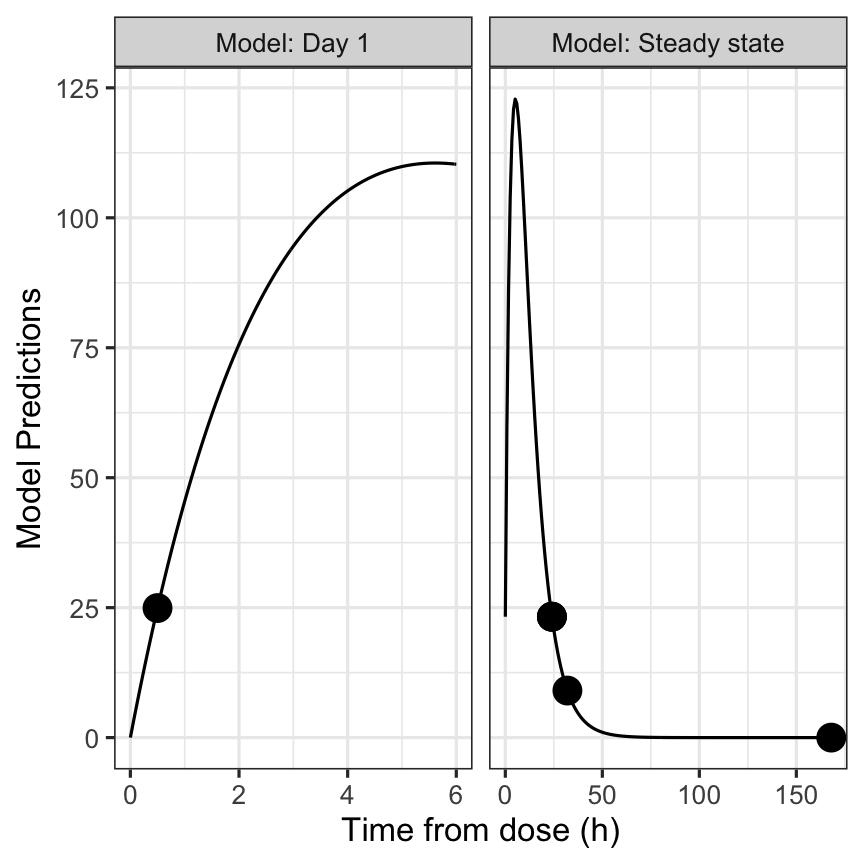 Model: Day 1
Model: Steady state
Model Predictions
125
100
75
50
25
0
0 2 4 6
0 50 100 150
Time from dose (h)